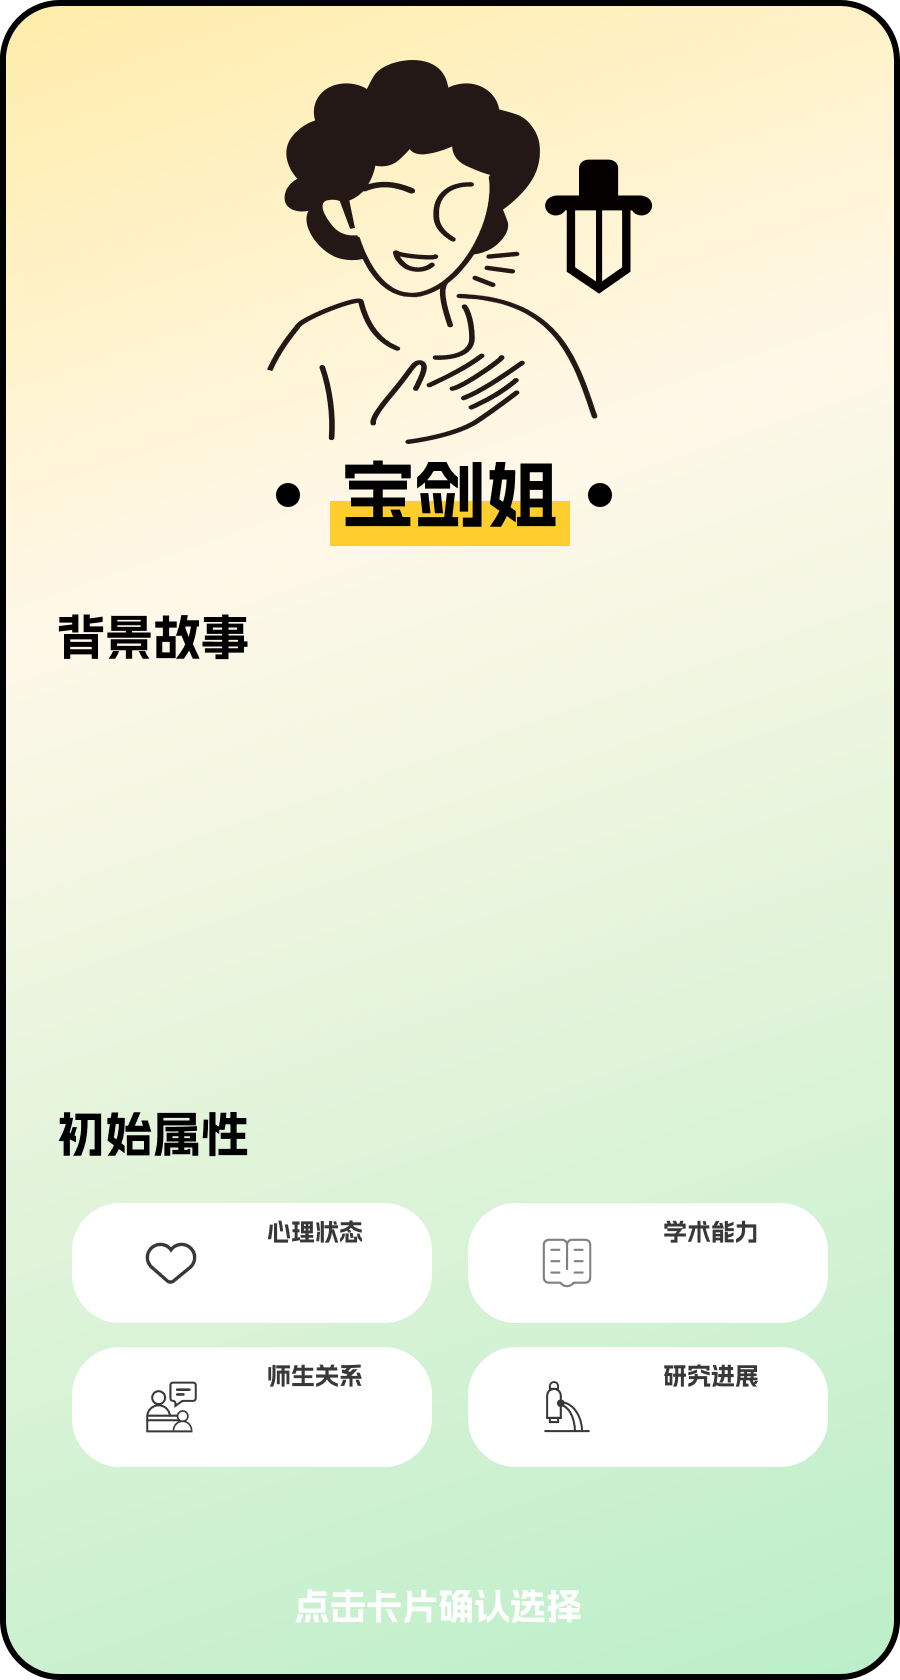 宝剑姐
背景故事
初始属性
心理状态
学术能力
师生关系
研究进展
点击卡片确认选择